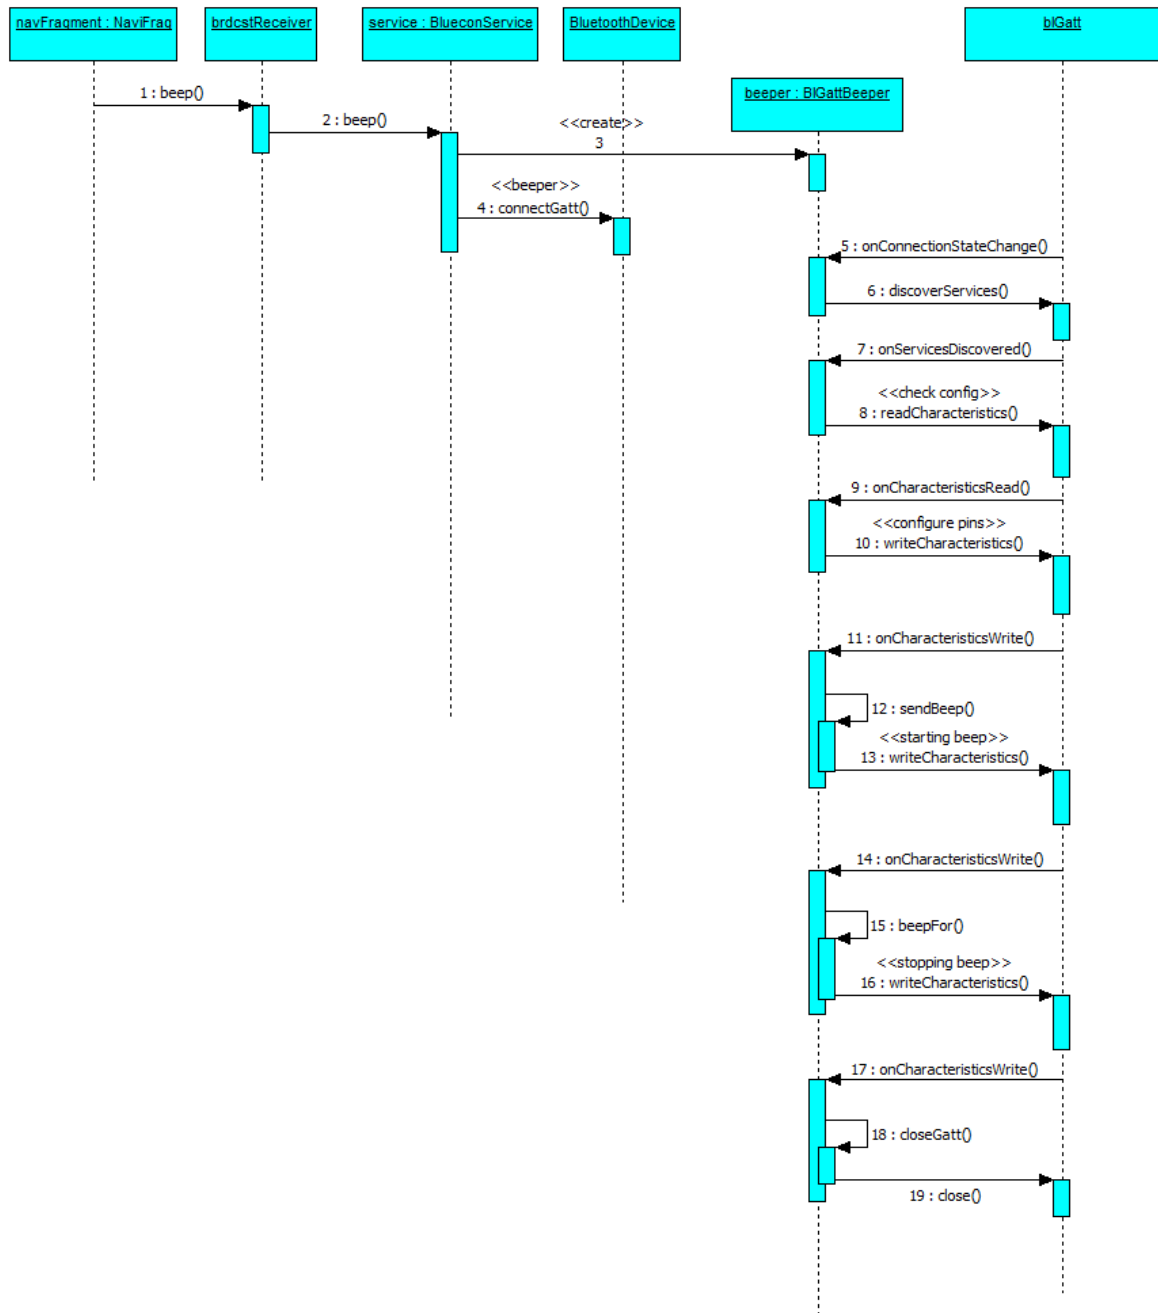 navFragment : NaviFrag
brdcstReceiver
service : BlueconService
BluetoothDevice
blGatt
beeper : BlGattBeeper
1 : beep()
2 : beep()
<<create>>
3
<<beeper>>
4 : connectGatt()
5 : onConnectionStateChange()
6 : discoverServices()
7 : onServicesDiscovered()
<<check config>>
8 : readCharacteristics()
9 : onCharacteristicsRead()
<<configure pins>>
10 : writeCharacteristics()
11 : onCharacteristicsWrite()
12 : sendBeep()
<<starting beep>>
13 : writeCharacteristics()
14 : onCharacteristicsWrite()
15 : beepFor()
<<stopping beep>>
16 : writeCharacteristics()
17 : onCharacteristicsWrite()
18 : closeGatt()
19 : close()